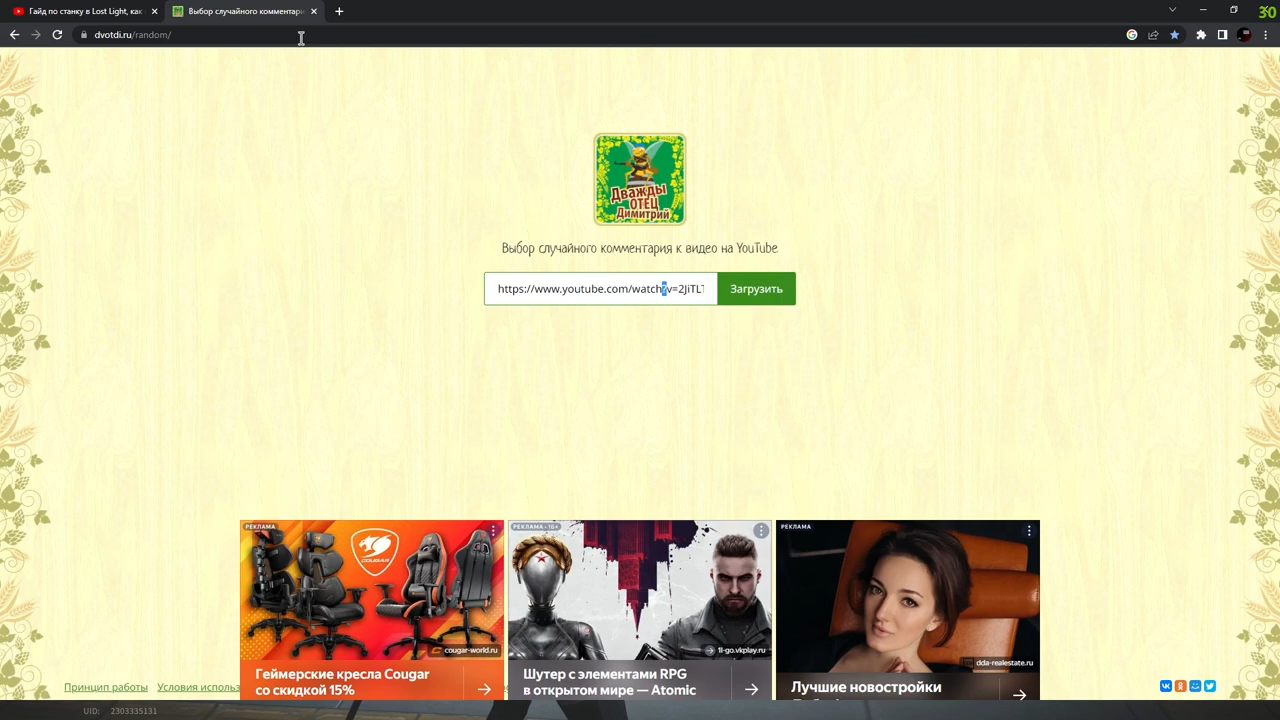 Гайд по станку в Lost Light, как
Выбор случайного комментари
30
dvotdi.ru/random/
Дважды
ОТЕЦ
Димитрий
Выбор случайного комментария к видео на YouTube
https://www.youtube.com/watch?v=2JiTLT
Загрузить
РЕКЛАМА
COUGAR
cougar-world.ru
Геймерские кресла Cougar
со скидкой 15%
РЕКЛАМА • 16+
1l-go.vkplay.ru
Шутер с элементами RPG
в открытом мире — Atomic
РЕКЛАМА
dda-realestate.ru
Лучшие новостройки
Принцип работы Условия использ
UID: 2303335131